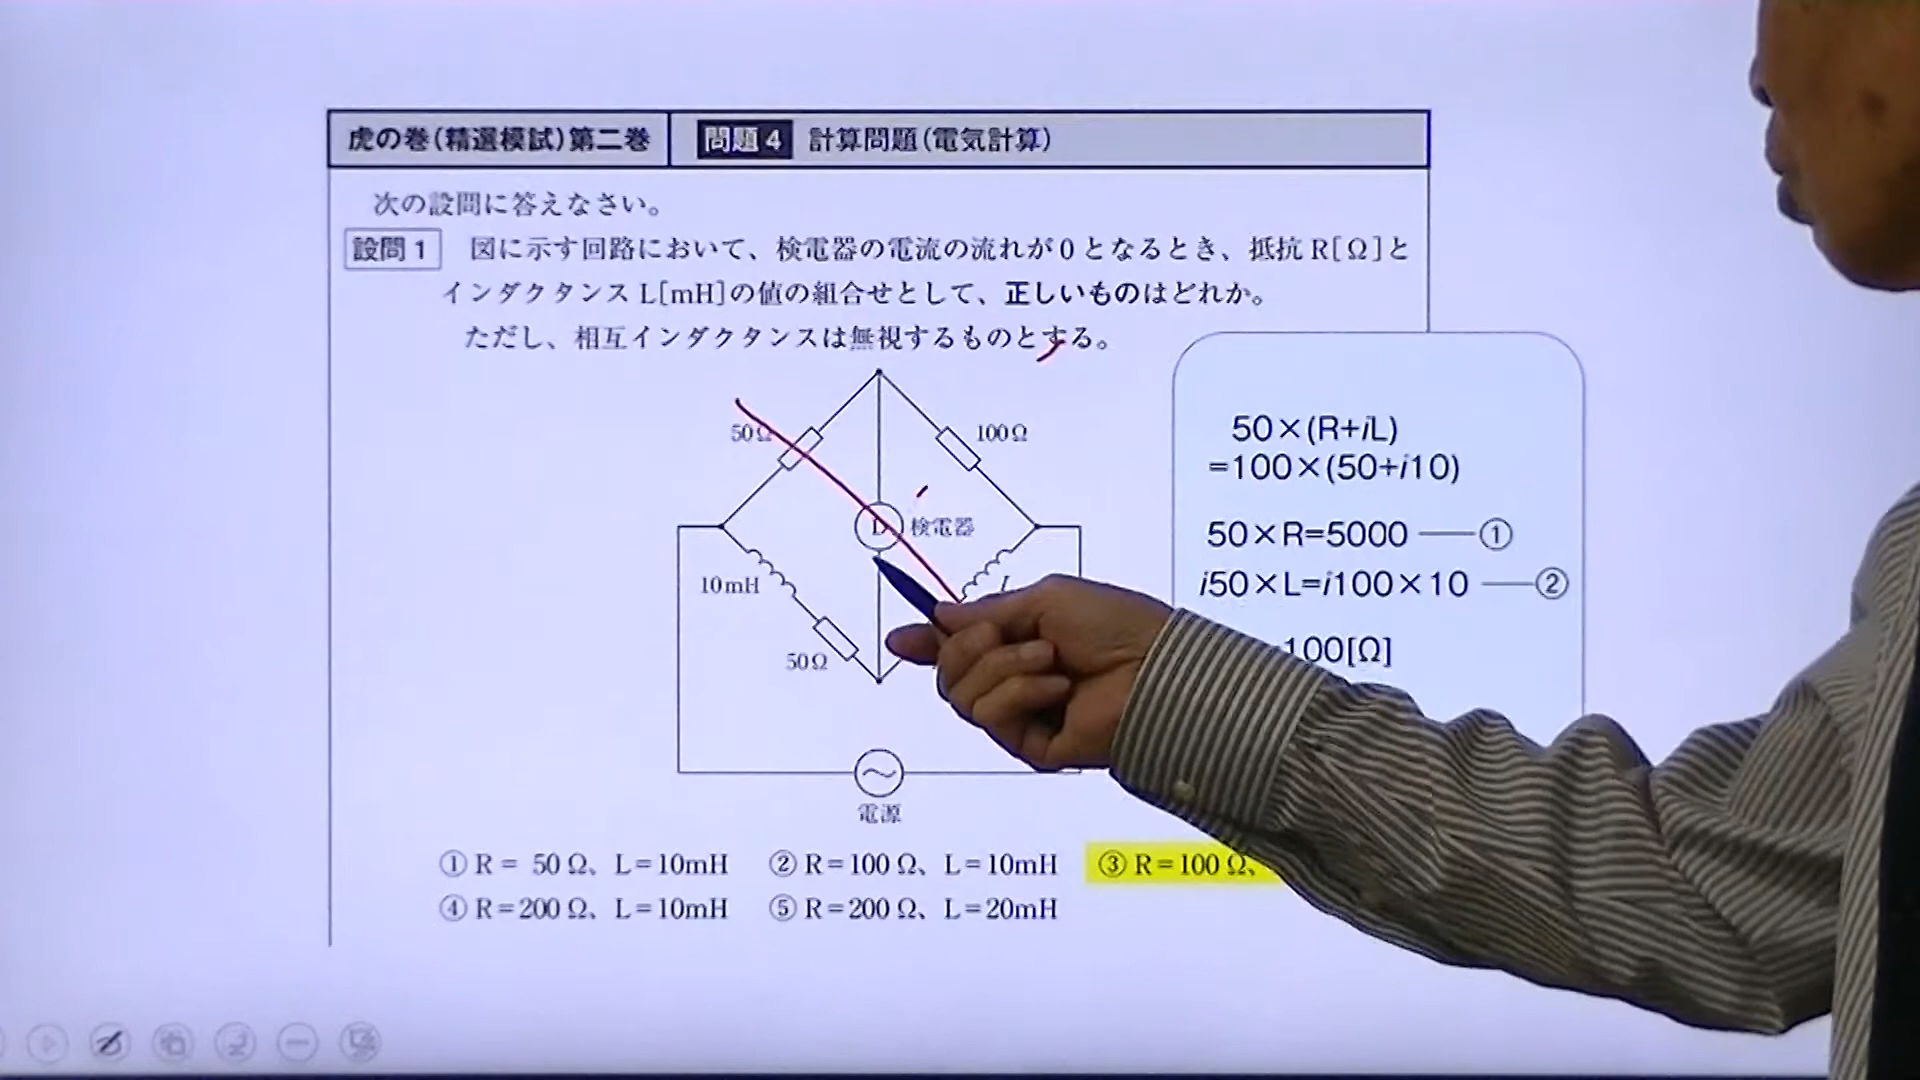 虎の巻(精選模試)第二巻
問題4 計算問題(電気計算)
次の設問に答えなさい。
設問1 図に示す回路において、検電器の電流の流れが0となるとき、抵抗R[Ω]と
インダクタンスL[mH]の値の組合せとして、正しいものはどれか。
ただし、相互インダクタンスは無視するものとする。
50Ω
100Ω
D 検電器
10mH
L
50Ω
電源
50×(R+iL)
=100×(50+i10)
50×R=5000 ①
i50×L=i100×10 ②
100[Ω]
① R= 50Ω、L=10mH ② R=100Ω、L=10mH ③ R=100Ω、
④ R=200Ω、L=10mH ⑤ R=200Ω、L=20mH